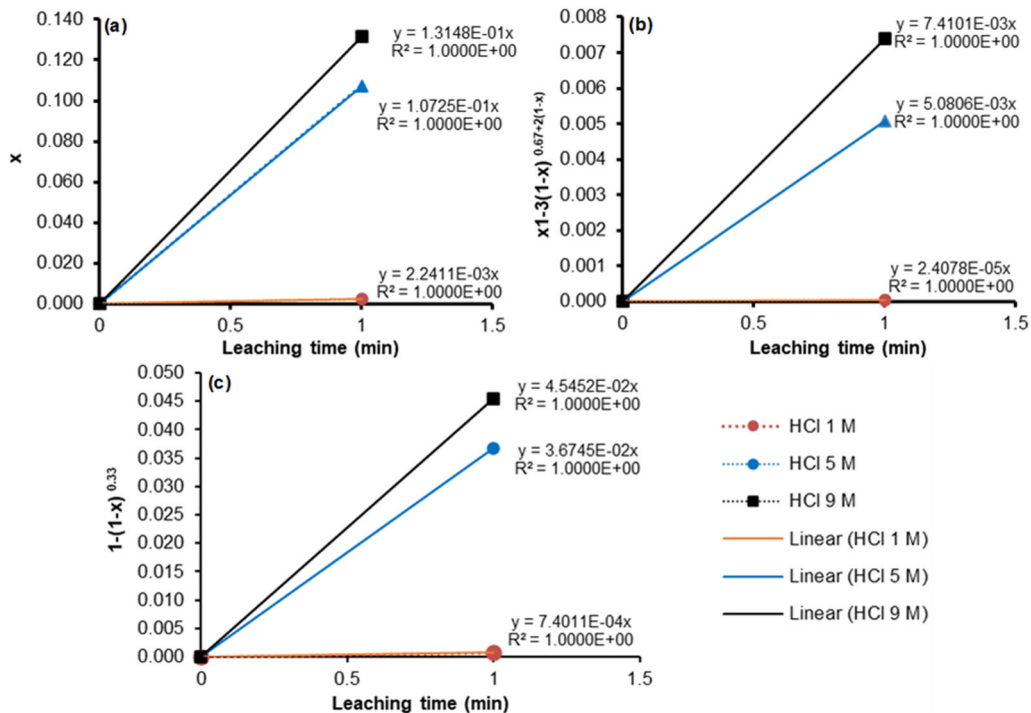 (a)
y = 1.3148E-01x
R² = 1.0000E+00
y = 1.0725E-01x
R² = 1.0000E+00
y = 2.2411E-03x
R² = 1.0000E+00
x
0.140
0.120
0.100
0.080
0.060
0.040
0.020
0.000
0
0.5
1
1.5
Leaching time (min)
(b)
y = 7.4101E-03x
R² = 1.0000E+00
y = 5.0806E-03x
R² = 1.0000E+00
y = 2.4078E-05x
R² = 1.0000E+00
x1-3(1-x) 0.67+2(1-x)
0.008
0.007
0.006
0.005
0.004
0.003
0.002
0.001
0.000
0
0.5
1
1.5
Leaching time (min)
(c)
y = 4.5452E-02x
R² = 1.0000E+00
y = 3.6745E-02x
R² = 1.0000E+00
y = 7.4011E-04x
R² = 1.0000E+00
1-(1-x) 0.33
0.050
0.045
0.040
0.035
0.030
0.025
0.020
0.015
0.010
0.005
0.000
0
0.5
1
1.5
Leaching time (min)
HCl 1 M
HCl 5 M
HCl 9 M
Linear (HCl 1 M)
Linear (HCl 5 M)
Linear (HCl 9 M)